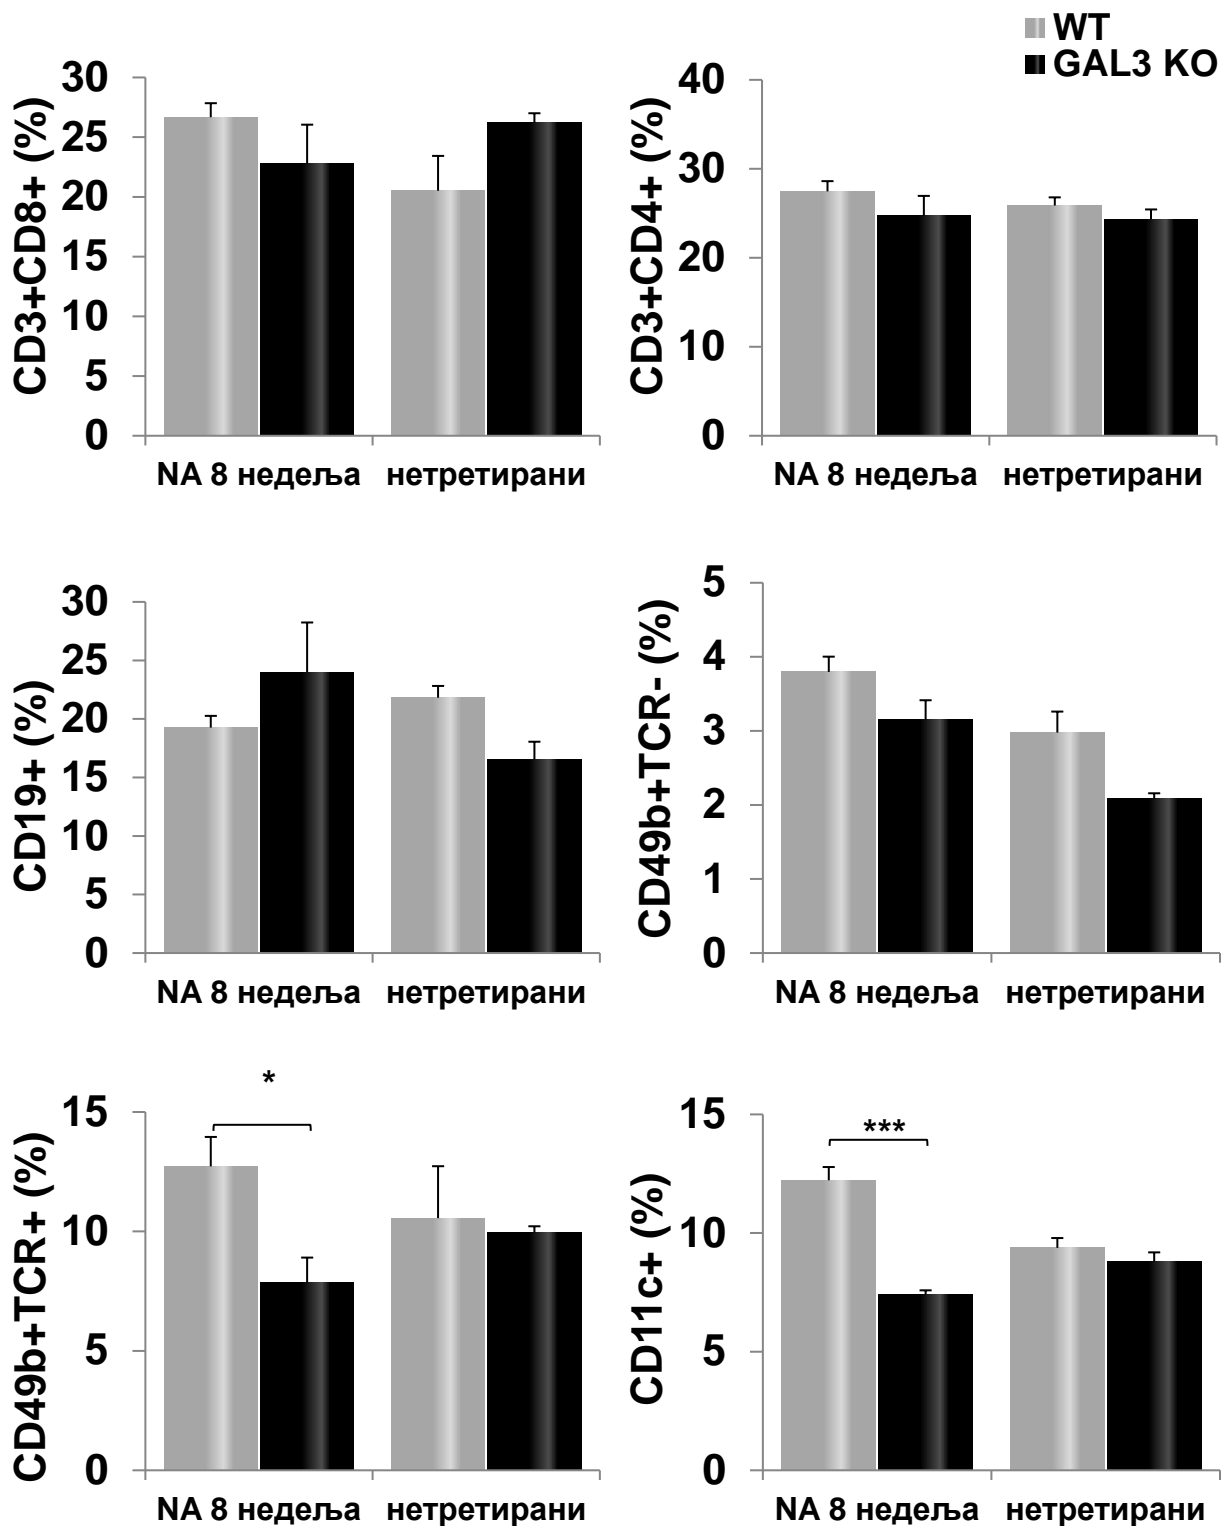 WT
GAL3 KO
CD3+CD8+ (%)
30
25
20
15
10
5
0
NA 8 недеља нетретирани
CD3+CD4+ (%)
40
30
20
10
0
NA 8 недеља нетретирани
CD19+ (%)
30
25
20
15
10
5
0
NA 8 недеља нетретирани
CD49b+TCR- (%)
5
4
3
2
1
0
NA 8 недеља нетретирани
CD49b+TCR+ (%)
15
10
5
0
*
NA 8 недеља нетретирани
CD11c+ (%)
15
10
5
0
***
NA 8 недеља нетретирани